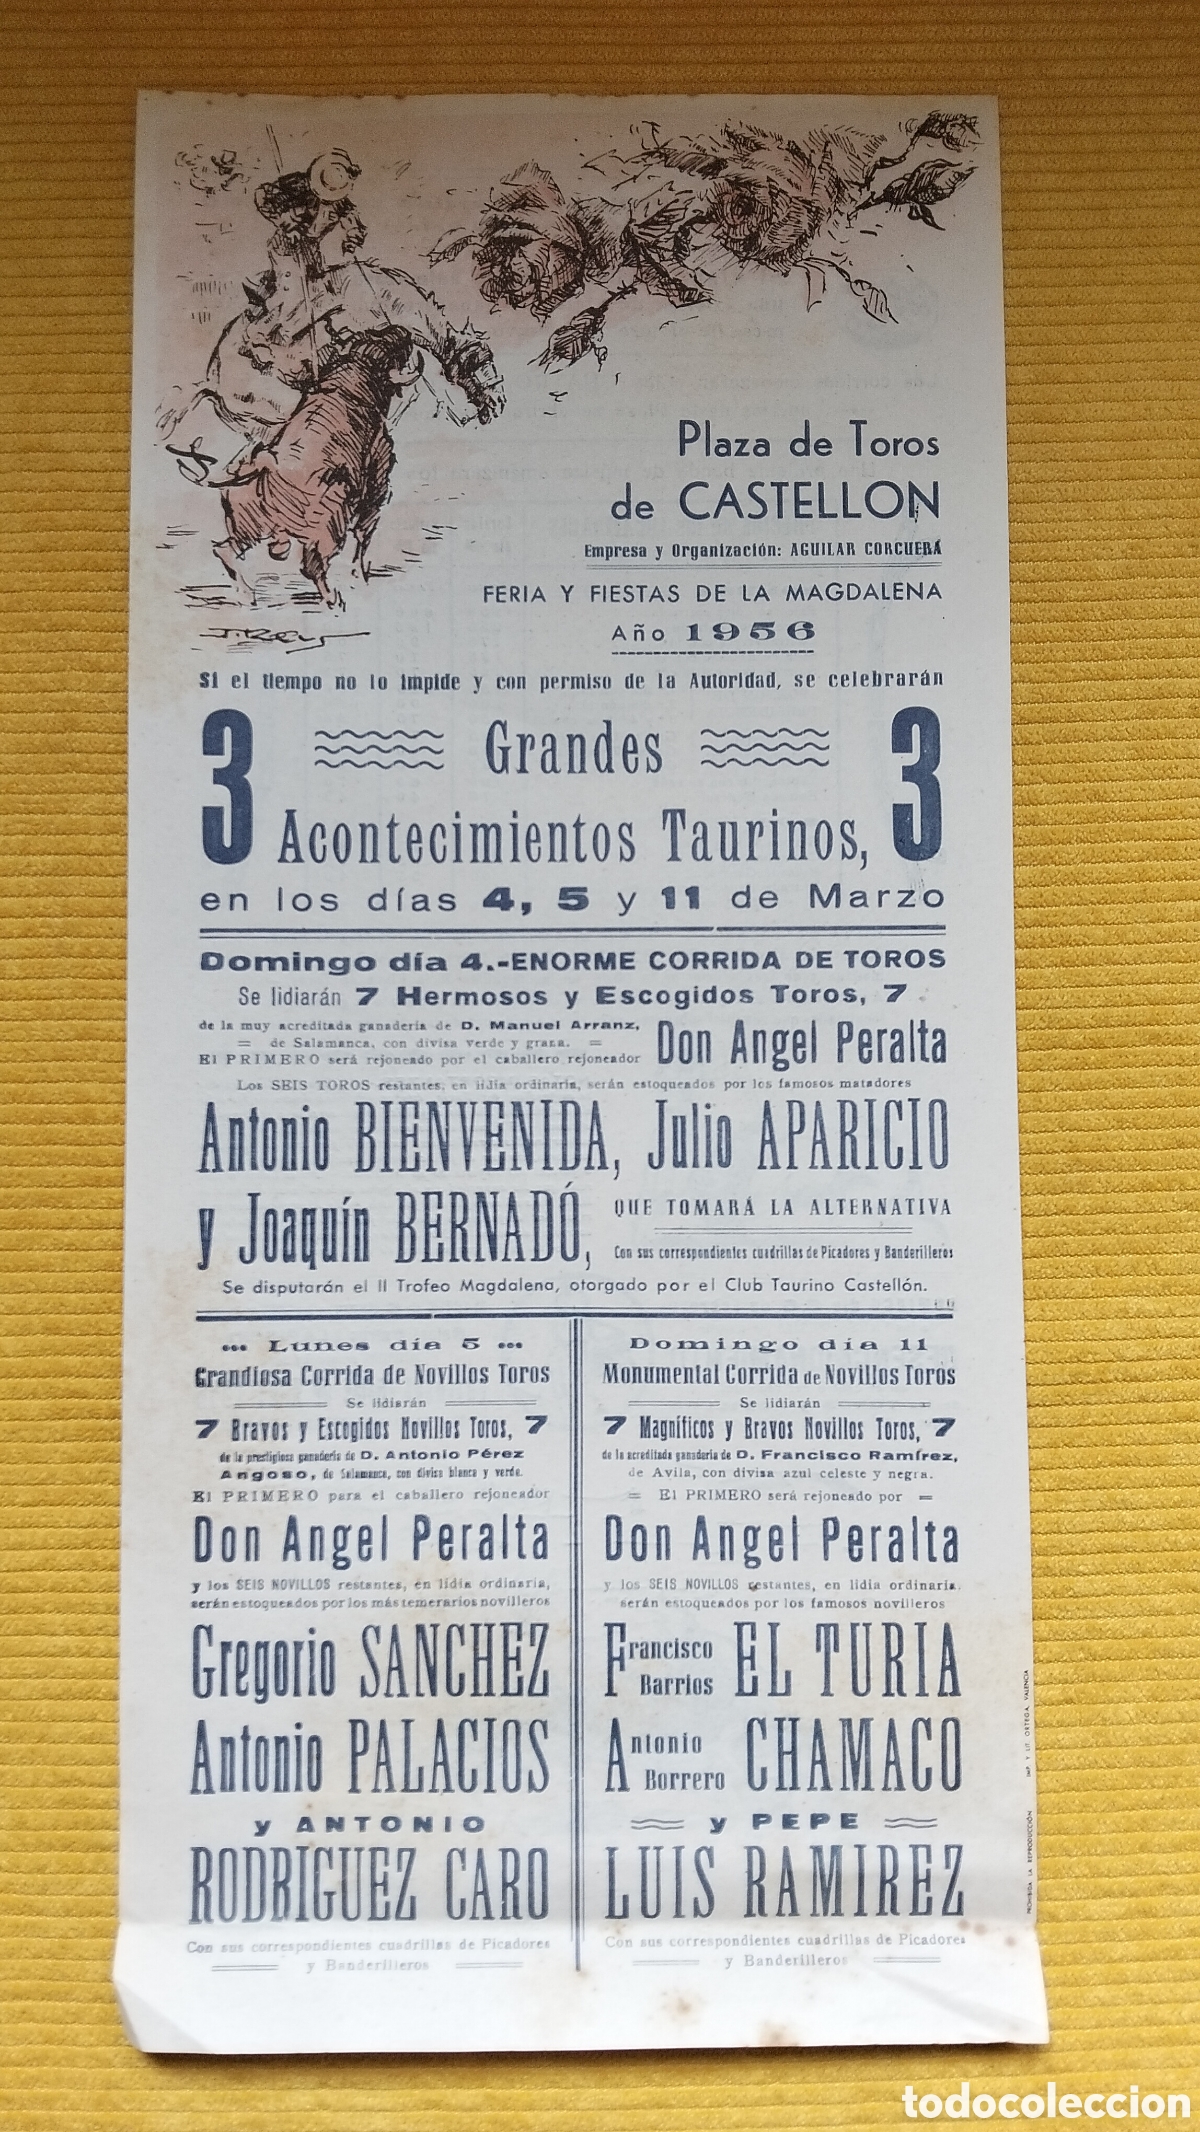 J. Reus
Plaza de Toros
de CASTELLON
Empresa y Organización: AGUILAR CORCUERA
FERIA Y FIESTAS DE LA MAGDALENA
Año 1956
Si el tiempo no lo impide y con permiso de la Autoridad, se celebrarán
3 Grandes 3
Acontecimientos Taurinos,
en los días 4, 5 y 11 de Marzo
Domingo día 4.-ENORME CORRIDA DE TOROS
Se lidiarán 7 Hermosos y Escogidos Toros, 7
de la muy acreditada ganadería de D. Manuel Arranz,
de Salamanca, con divisa verde y grana.
El PRIMERO será rejoneado por el caballero rejoneador
Don Angel Peralta
Los SEIS TOROS restantes, en lidia ordinaria, serán estoqueados por los famosos matadores
Antonio BIENVENIDA, Julio APARICIO
y Joaquín BERNADÓ,
QUE TOMARÁ LA ALTERNATIVA
Con sus correspondientes cuadrillas de Picadores y Banderilleros
Se disputarán el II Trofeo Magdalena, otorgado por el Club Taurino Castellón.
Lunes día 5
Grandiosa Corrida de Novillos Toros
Se lidiarán
7 Bravos y Escogidos Novillos Toros, 7
de la prestigiosa ganadería de D. Antonio Pérez
Angoso, de Salamanca, con divisa blanca y verde.
El PRIMERO para el caballero rejoneador
Don Angel Peralta
y los SEIS NOVILLOS restantes, en lidia ordinaria,
serán estoqueados por los más temerarios novilleros
Gregorio SANCHEZ
Antonio PALACIOS
y ANTONIO
RODRIGUEZ CARO
Con sus correspondientes cuadrillas de Picadores
y Banderilleros
Domingo día 11
Monumental Corrida de Novillos Toros
Se lidiarán
7 Magníficos y Bravos Novillos Toros, 7
de la acreditada ganadería de D. Francisco Ramírez,
de Avila, con divisa azul celeste y negra.
El PRIMERO será rejoneado por
Don Angel Peralta
y los SEIS NOVILLOS restantes, en lidia ordinaria,
serán estoqueados por los famosos novilleros
Francisco Barrios EL TURIA
Antonio Borrero CHAMACO
y PEPE
LUIS RAMIREZ
Con sus correspondientes cuadrillas de Picadores
y Banderilleros
PROHIBIDA LA REPRODUCCIÓN IMP. Y LIT. ORTEGA. VALENCIA
todocoleccion